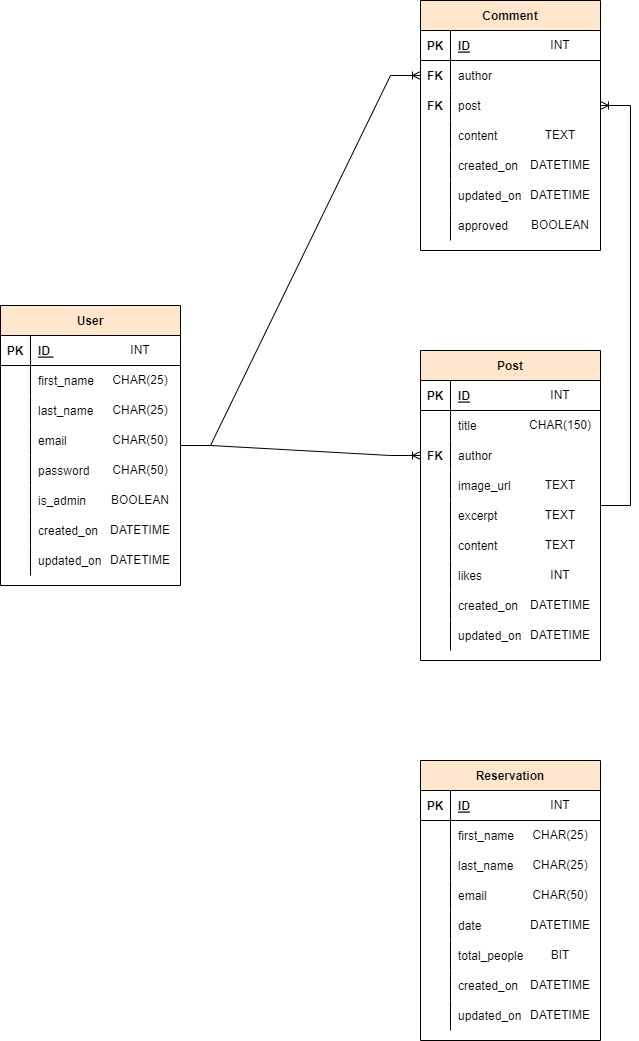 Comment
PK ID INT
FK author
FK post
content TEXT
created_on DATETIME
updated_on DATETIME
approved BOOLEAN
User
PK ID INT
first_name CHAR(25)
last_name CHAR(25)
email CHAR(50)
password CHAR(50)
is_admin BOOLEAN
created_on DATETIME
updated_on DATETIME
Post
PK ID INT
title CHAR(150)
FK author
image_url TEXT
excerpt TEXT
content TEXT
likes INT
created_on DATETIME
updated_on DATETIME
Reservation
PK ID INT
first_name CHAR(25)
last_name CHAR(25)
email CHAR(50)
date DATETIME
total_people BIT
created_on DATETIME
updated_on DATETIME